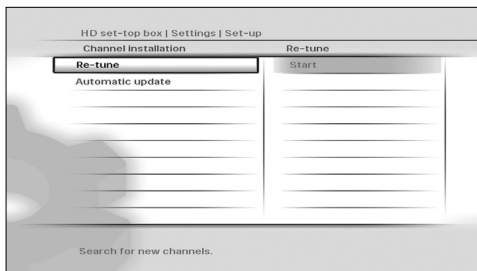 HD set-top box | Settings | Set-up
Channel installation Re-tune
Re-tune Start
Automatic update
Search for new channels.